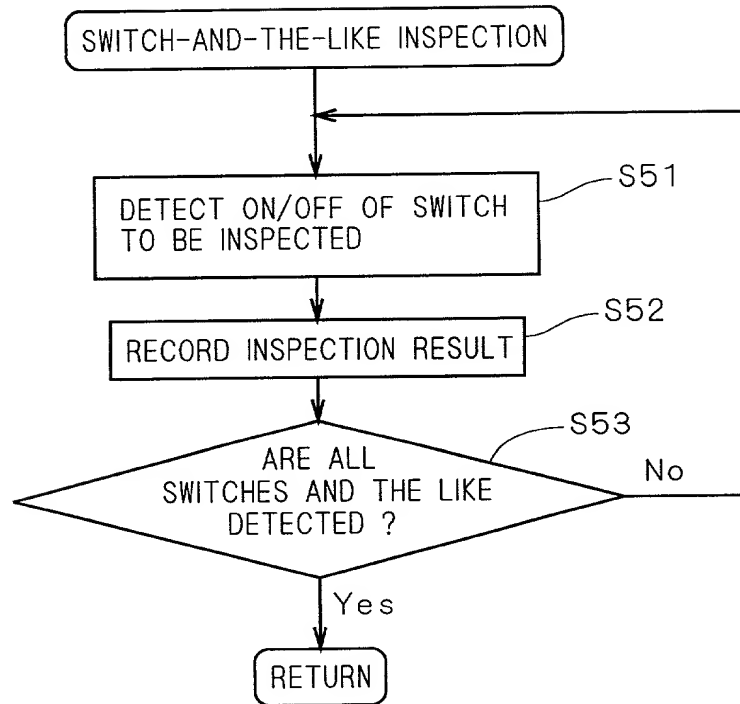 SWITCH-AND-THE-LIKE INSPECTION
S51
DETECT ON/OFF OF SWITCH
TO BE INSPECTED
S52
RECORD INSPECTION RESULT
S53
ARE ALL
SWITCHES AND THE LIKE
DETECTED ?
No
Yes
RETURN